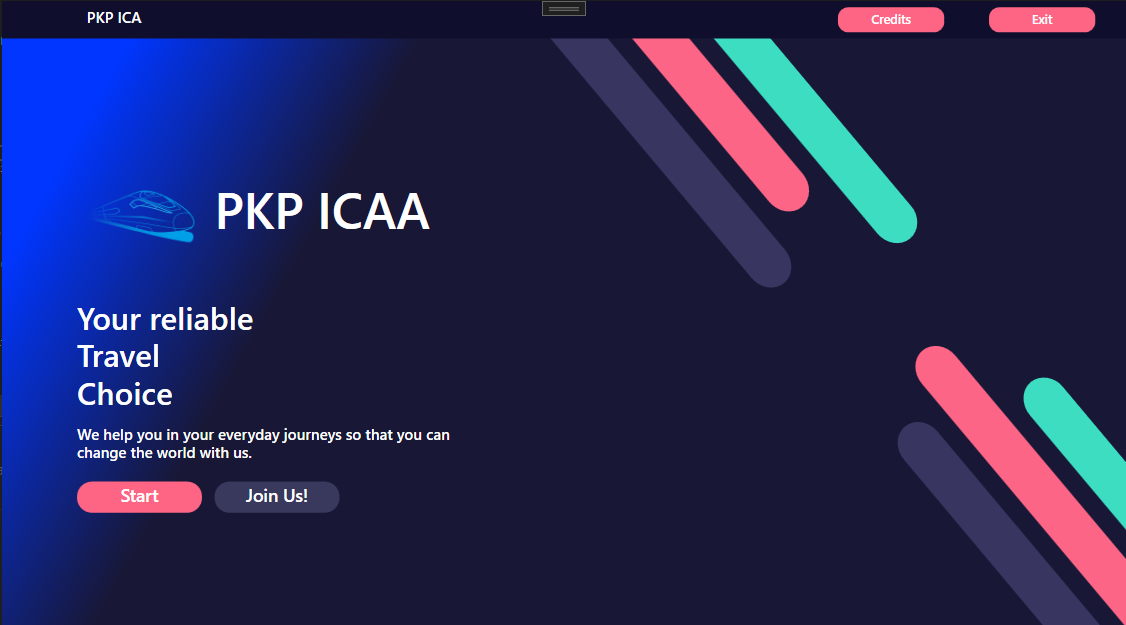 PKP ICA
Credits
Exit
PKP ICAA
Your reliable
Travel
Choice
We help you in your everyday journeys so that you can
change the world with us.
Start
Join Us!